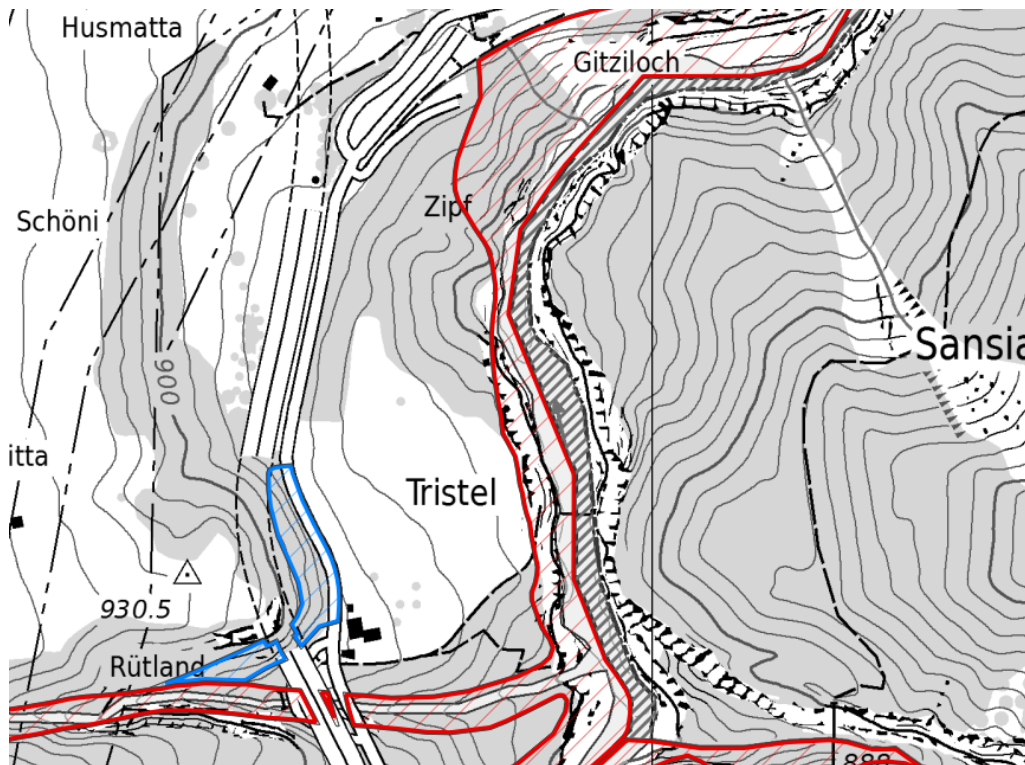 Husmatta
Gitziloch
Zipf
Schöni
Sansia
900
itta
Tristel
930.5
Rütland